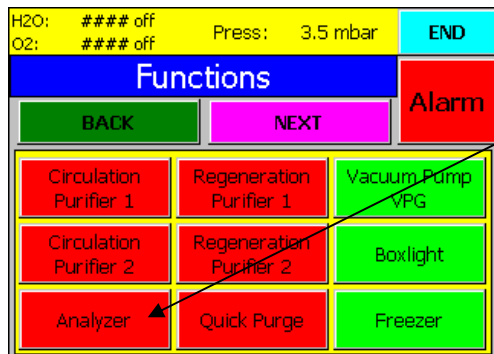 H2O: #### off
O2: #### off
Press: 3.5 mbar
END
Functions
Alarm
BACK
NEXT
Circulation
Purifier 1
Regeneration
Purifier 1
Vacuum Pump
VPG
Circulation
Purifier 2
Regeneration
Purifier 2
Boxlight
Analyzer
Quick Purge
Freezer